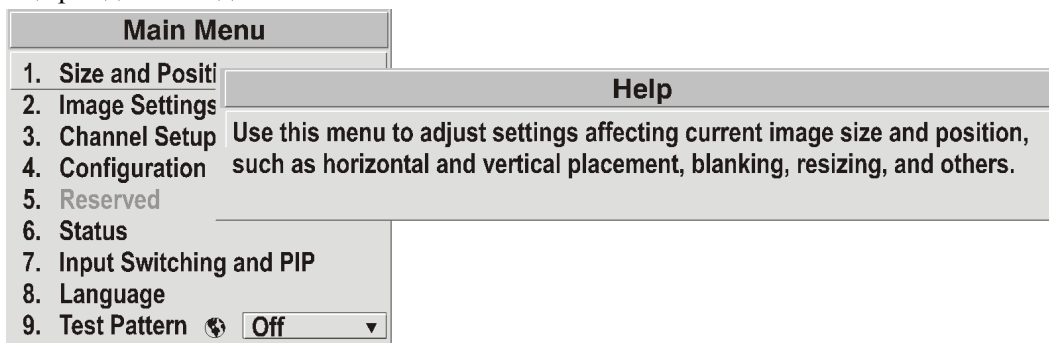 Main Menu
1. Size and Positi
2. Image Settings
3. Channel Setup
4. Configuration
5. Reserved
6. Status
7. Input Switching and PIP
8. Language
9. Test Pattern Off
Help
Use this menu to adjust settings affecting current image size and position,
such as horizontal and vertical placement, blanking, resizing, and others.